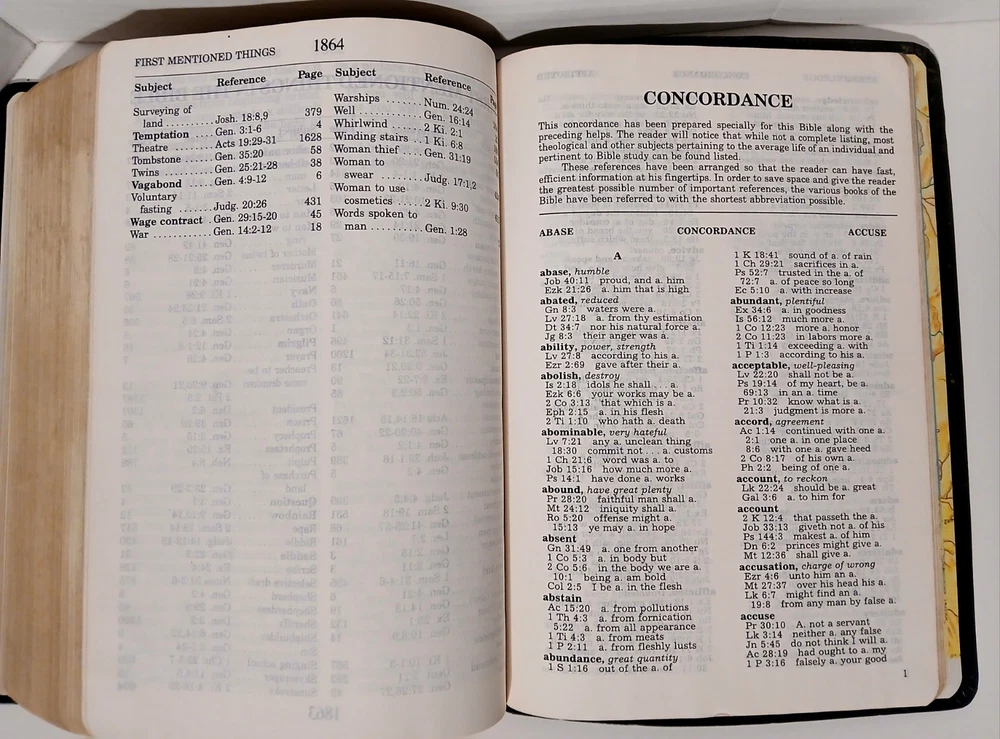 FIRST MENTIONED THINGS 1864
Subject Reference Page
Surveying of
land ........ Josh. 18:8,9 379
Temptation .... Gen. 3:1-6 4
Theatre ...... Acts 19:29-31 1628
Tombstone .... Gen. 35:20 58
Twins ........ Gen. 25:21-28 38
Vagabond .... Gen. 4:9-12 6
Voluntary
fasting ...... Judg. 20:26 431
Wage contract . Gen. 29:15-20 45
War .......... Gen. 14:2-12 18
Subject Reference
Warships ....... Num. 24:24
Well ........... Gen. 16:14
Whirlwind ...... 2 Ki. 2:1
Winding stairs .. 1 Ki. 6:8
Woman thief .... Gen. 31:19
Woman to
swear ........ Judg. 17:1,2
Woman to use
cosmetics ..... 2 Ki. 9:30
Words spoken to
man .......... Gen. 1:28
CONCORDANCE
This concordance has been prepared specially for this Bible along with the
preceding helps. The reader will notice that while not a complete listing, most
theological and other subjects pertaining to the average life of an individual and
pertinent to Bible study can be found listed.
These references have been arranged so that the reader can have fast,
efficient information at his fingertips. In order to save space and give the reader
the greatest possible number of important references, the various books of the
Bible have been referred to with the shortest abbreviation possible.
ABASE CONCORDANCE ACCUSE
A
abase, humble
Job 40:11 proud, and a. him
Ezk 21:26 a. him that is high
abated, reduced
Gn 8:3 waters were a.
Lv 27:18 a. from thy estimation
Dt 34:7 nor his natural force a.
Jg 8:3 their anger was a.
ability, power, strength
Lv 27:8 according to his a.
Ezr 2:69 gave after their a.
abolish, destroy
Is 2:18 idols he shall . . . a.
Ezk 6:6 your works may be a.
2 Co 3:13 that which is a.
Eph 2:15 a. in his flesh
2 Ti 1:10 who hath a. death
abominable, very hateful
Lv 7:21 any a. unclean thing
18:30 commit not . . . a. customs
1 Ch 21:6 word was a. to
Job 15:16 how much more a.
Ps 14:1 have done a. works
abound, have great plenty
Pr 28:20 faithful man shall a.
Mt 24:12 iniquity shall a.
Ro 5:20 offense might a.
15:13 ye may a. in hope
absent
Gn 31:49 a. one from another
1 Co 5:3 a. in body but
2 Co 5:6 in the body we are a.
10:1 being a. am bold
Col 2:5 I be a. in the flesh
abstain
Ac 15:20 a. from pollutions
1 Th 4:3 a. from fornication
5:22 a. from all appearance
1 Ti 4:3 a. from meats
1 P 2:11 a. from fleshly lusts
abundance, great quantity
1 S 1:16 out of the a. of
1 K 18:41 sound of a. of rain
1 Ch 29:21 sacrifices in a.
Ps 52:7 trusted in the a. of
72:7 a. of peace so long
Ec 5:10 a. with increase
abundant, plentiful
Ex 34:6 a. in goodness
Is 56:12 much more a.
1 Co 12:23 more a. honor
2 Co 11:23 in labors more a.
1 Ti 1:14 exceeding a. with
1 P 1:3 according to his a.
acceptable, well-pleasing
Lv 22:20 shall not be a.
Ps 19:14 of my heart, be a.
69:13 in an a. time
Pr 10:32 know what is a.
21:3 judgment is more a.
accord, agreement
Ac 1:14 continued with one a.
2:1 one a. in one place
8:6 with one a. gave heed
2 Co 8:17 of his own a.
Ph 2:2 being of one a.
account, to reckon
Lk 22:24 should be a. great
Gal 3:6 a. to him for
account
2 K 12:4 that passeth the a.
Job 33:13 giveth not a. of his
Ps 144:3 makest a. of him
Dn 6:2 princes might give a.
Mt 12:36 shall give a.
accusation, charge of wrong
Ezr 4:6 unto him an a.
Mt 27:37 over his head his a.
Lk 6:7 might find an a.
19:8 from any man by false a.
accuse
Pr 30:10 A. not a servant
Lk 3:14 neither a. any false
Jn 5:45 do not think I will a.
Ac 28:19 had ought to a. my
1 P 3:16 falsely a. your good
1